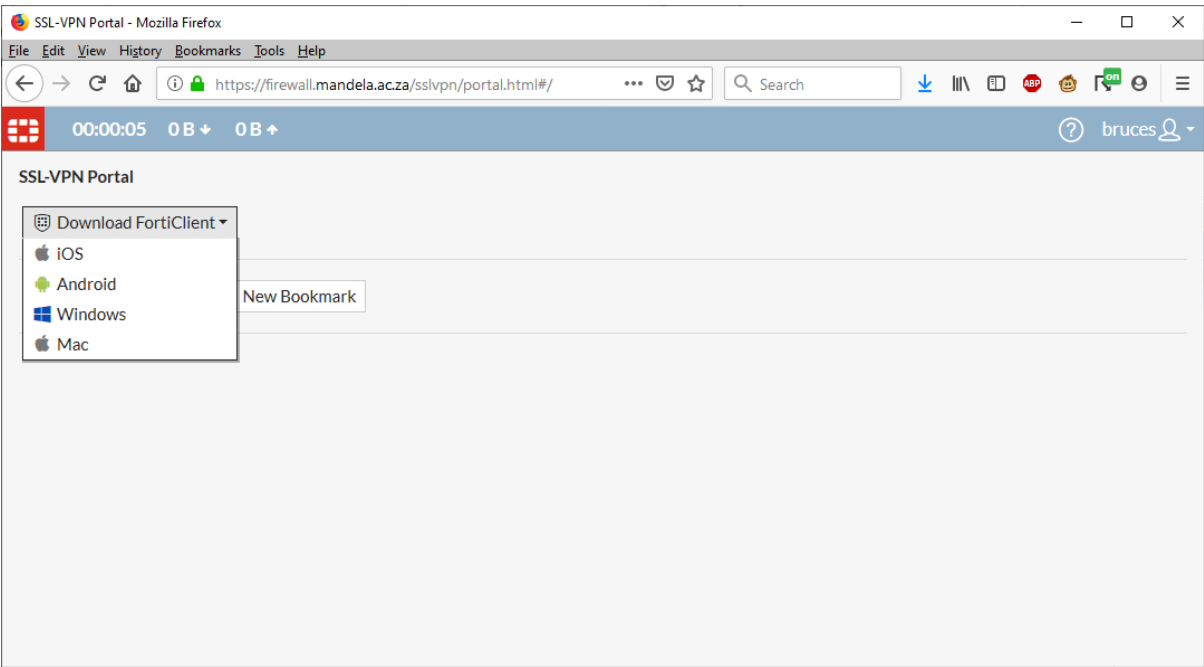 SSL-VPN Portal - Mozilla Firefox
File Edit View History Bookmarks Tools Help
https://firewall.mandela.ac.za/sslvpn/portal.html#/ Search ABP on
00:00:05 0 B 0 B ? bruces
SSL-VPN Portal
Download FortiClient
iOS
Android
New Bookmark
Windows
Mac